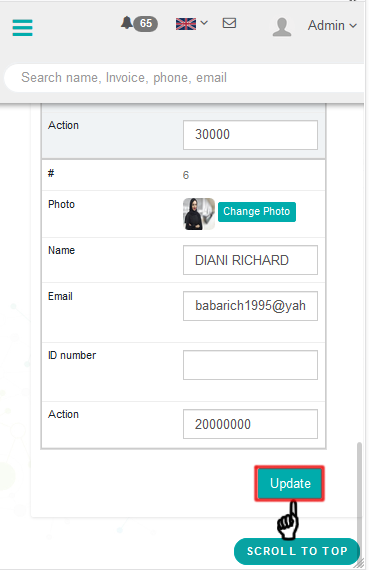 65
Admin
Search name, Invoice, phone, email
Action
30000
#
6
Photo
Change Photo
Name
DIANI RICHARD
Email
babarich1995@yah
ID number
Action
20000000
Update
SCROLL TO TOP